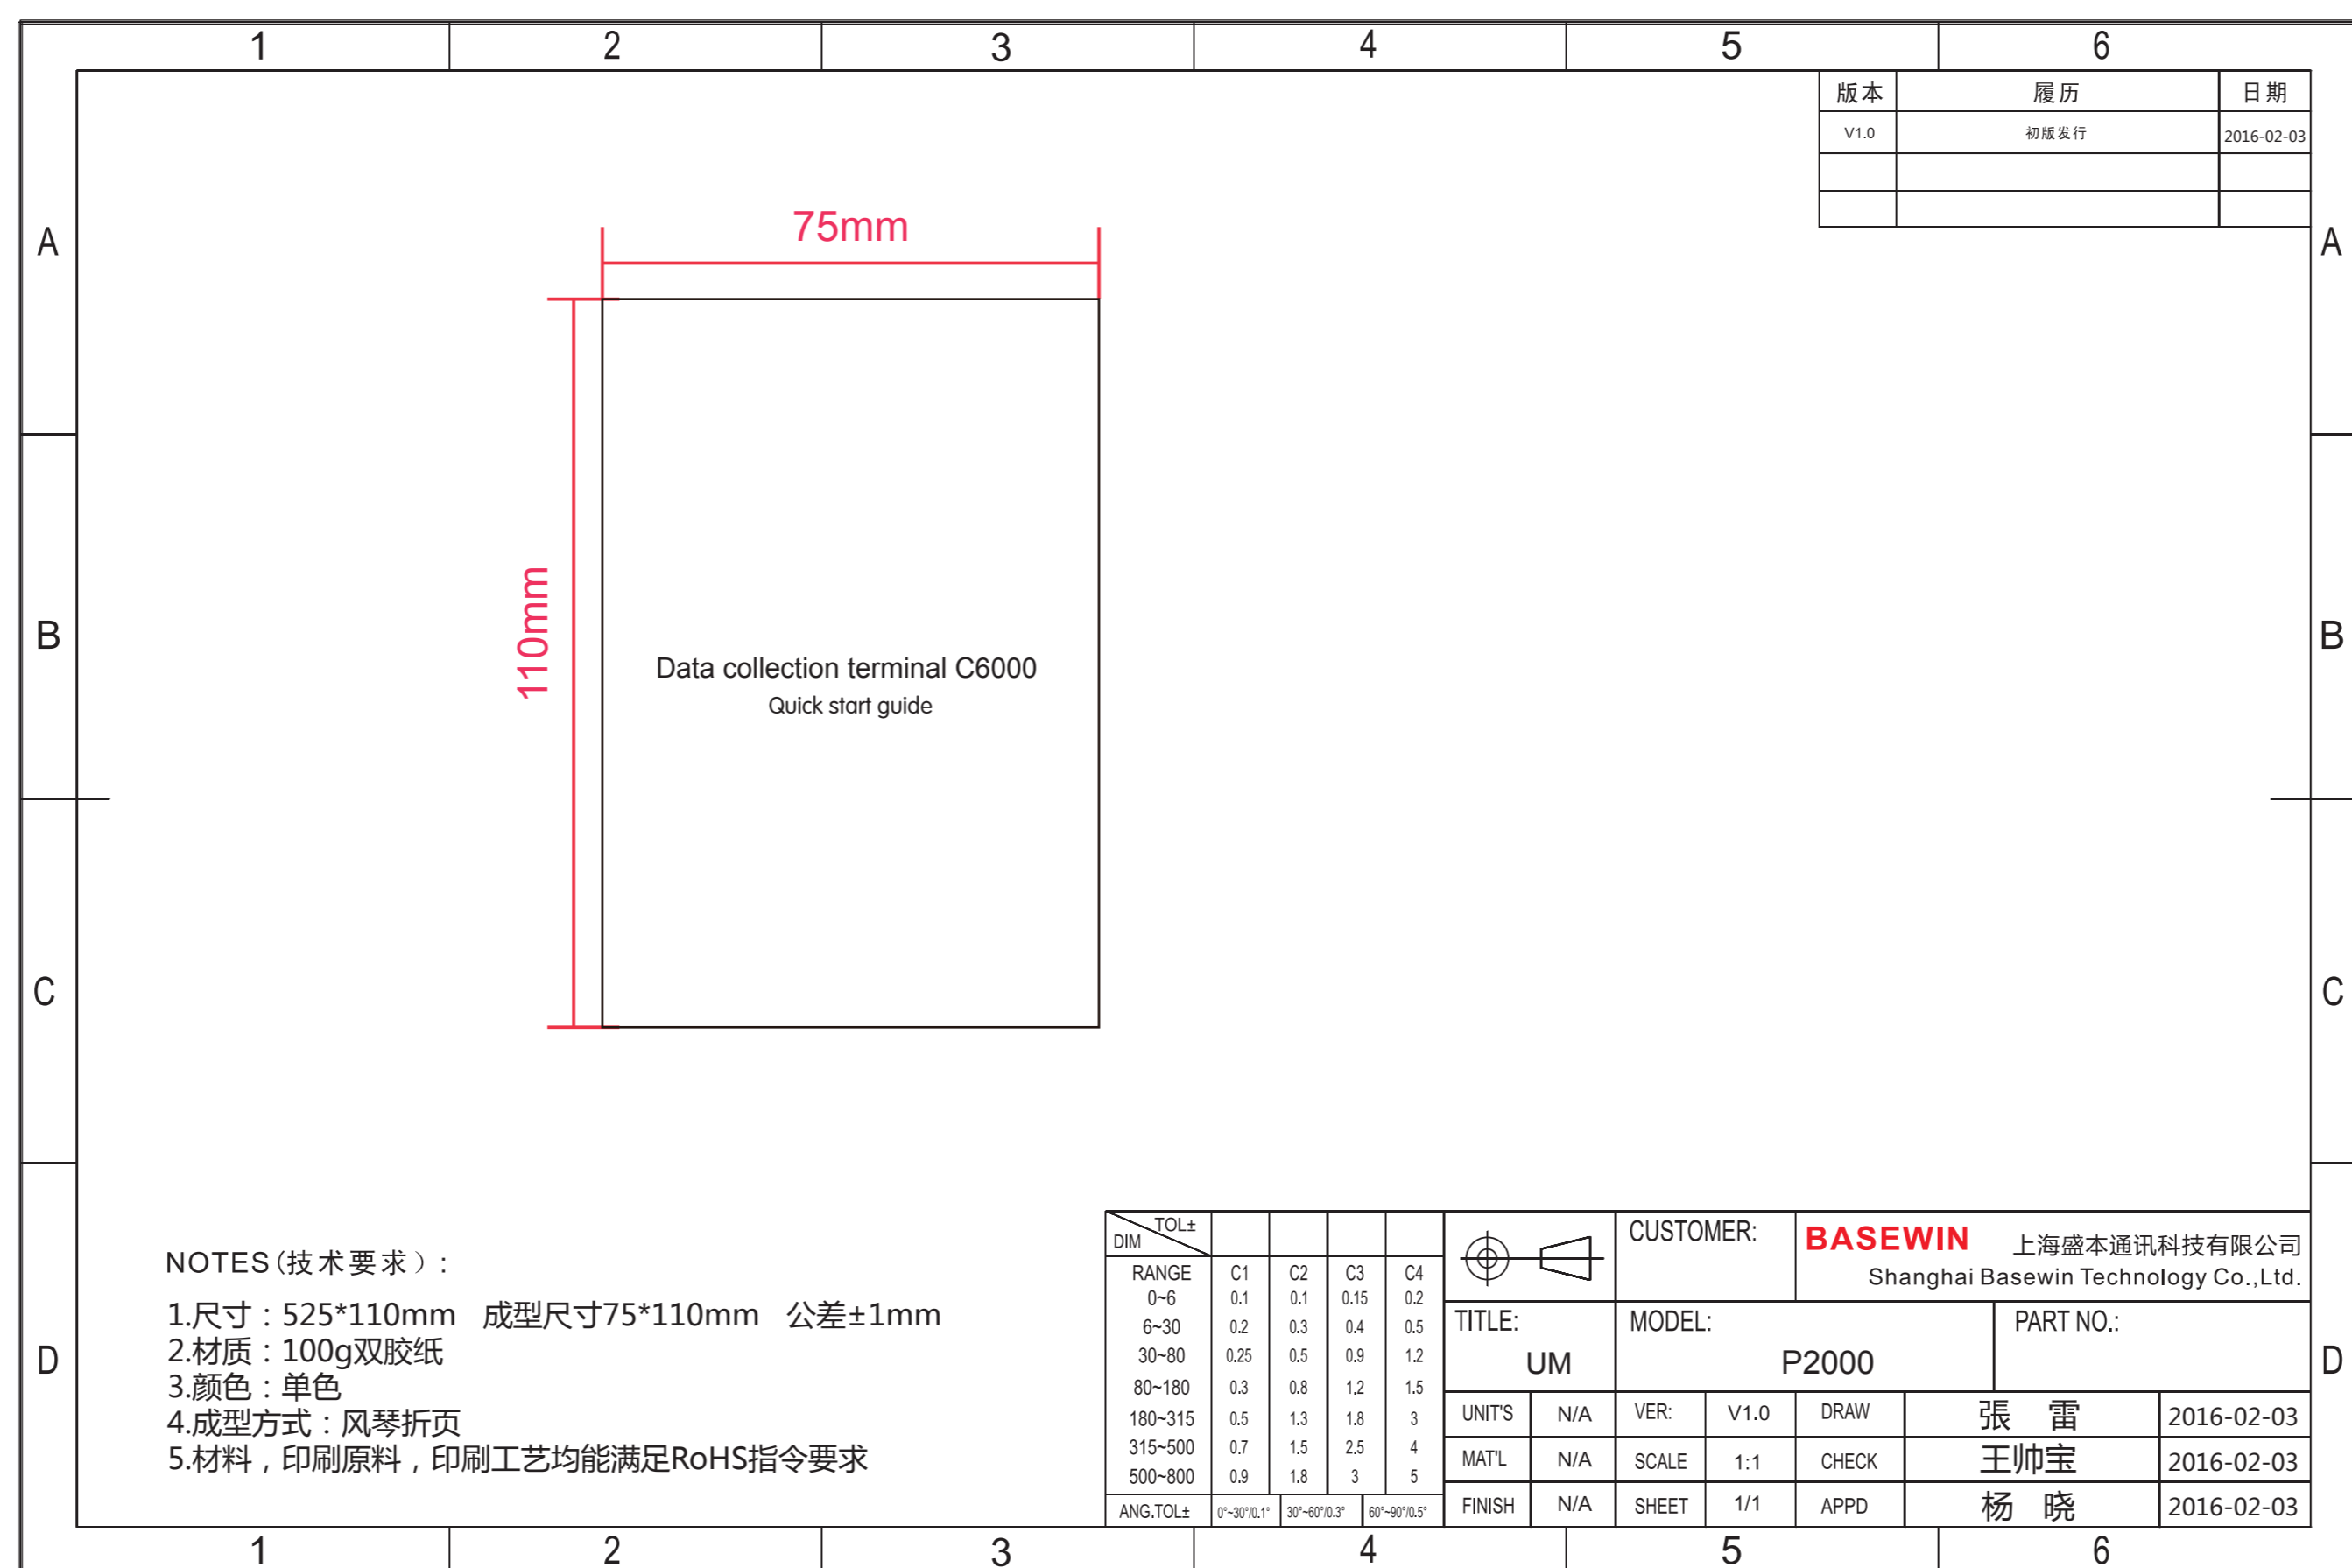 1 2 3 4 5 6
版本 履历 日期
V1.0 初版发行 2016-02-03
A A
75mm
110mm
B B
Data collection terminal C6000
Quick start guide
C C
NOTES(技术要求）:
1.尺寸：525*110mm 成型尺寸75*110mm 公差±1mm
2.材质：100g双胶纸
3.颜色：单色
4.成型方式：风琴折页
5.材料，印刷原料，印刷工艺均能满足RoHS指令要求
D D
TOL±
DIM
RANGE C1 C2 C3 C4
0~6 0.1 0.1 0.15 0.2
6~30 0.2 0.3 0.4 0.5
30~80 0.25 0.5 0.9 1.2
80~180 0.3 0.8 1.2 1.5
180~315 0.5 1.3 1.8 3
315~500 0.7 1.5 2.5 4
500~800 0.9 1.8 3 5
ANG.TOL± 0°~30°/0.1° 30°~60°/0.3° 60°~90°/0.5°
CUSTOMER: BASEWIN 上海盛本通讯科技有限公司
Shanghai Basewin Technology Co.,Ltd.
TITLE: MODEL: PART NO.:
UM P2000
UNIT'S N/A VER: V1.0 DRAW 張 雷 2016-02-03
MAT'L N/A SCALE 1:1 CHECK 王帅宝 2016-02-03
FINISH N/A SHEET 1/1 APPD 杨 晓 2016-02-03
1 2 3 4 5 6